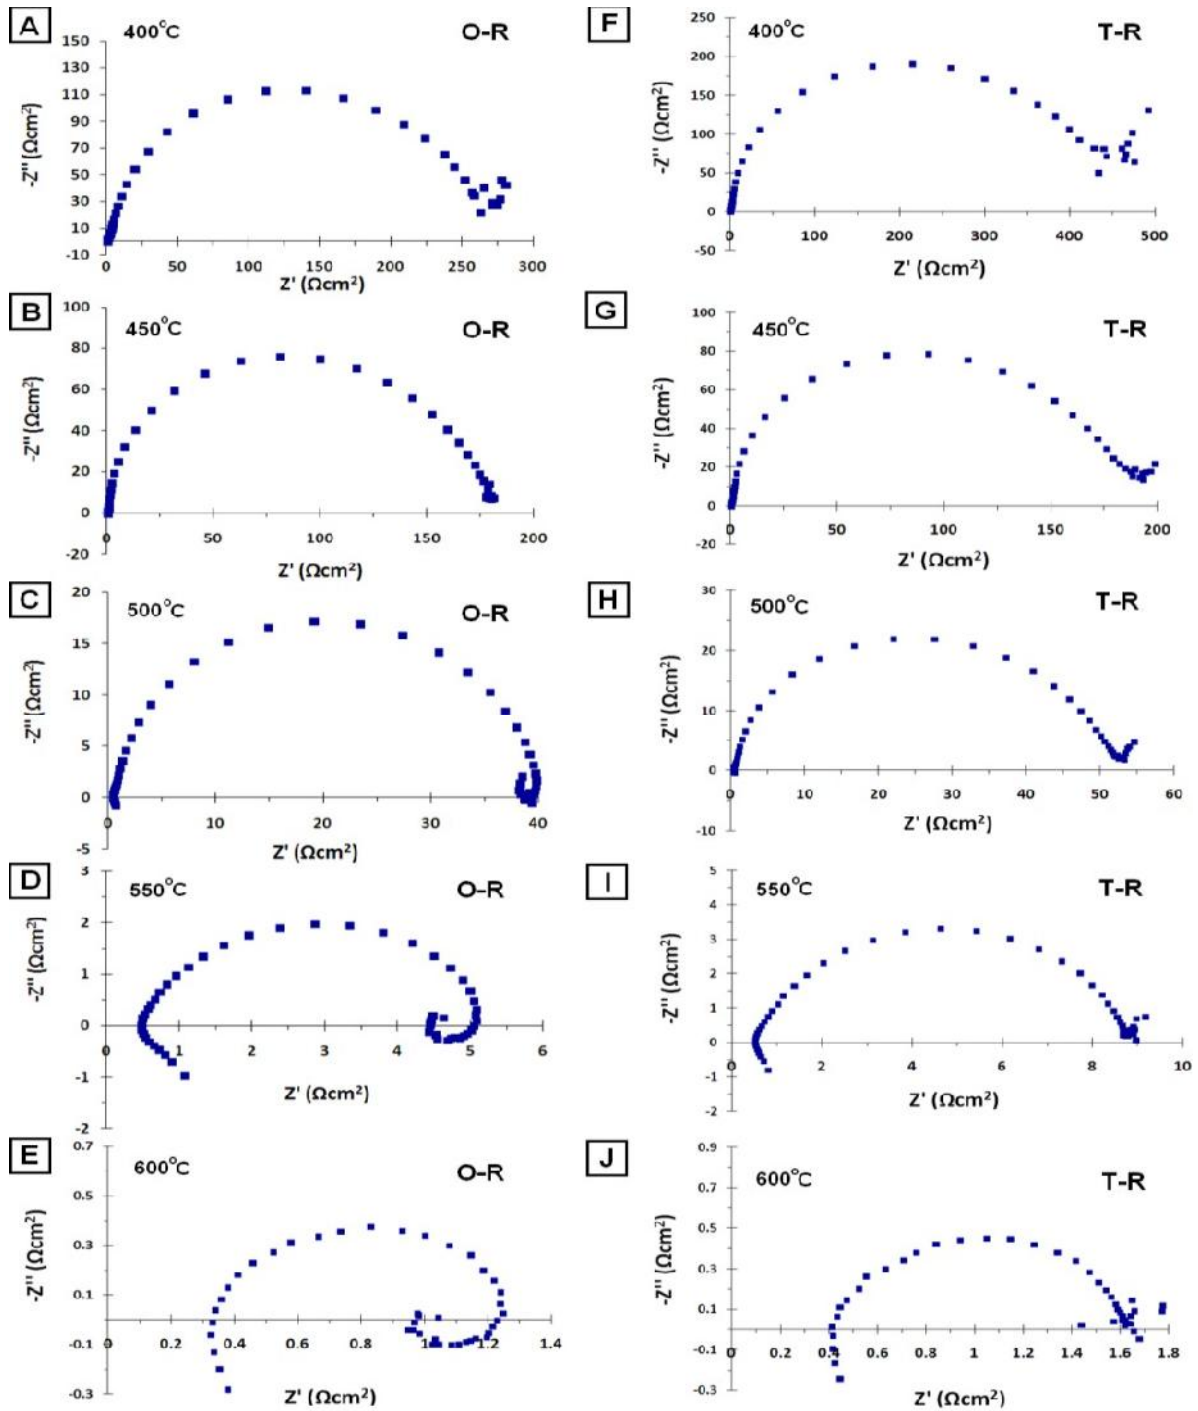 A
400°C
O-R
150
130
110
90
70
50
30
10
-10
-Z'' (Ωcm²)
0 50 100 150 200 250 300
Z' (Ωcm²)
F
400°C
T-R
250
200
150
100
50
0
-50
-Z'' (Ωcm²)
0 100 200 300 400 500
Z' (Ωcm²)
B
450°C
O-R
100
80
60
40
20
0
-20
-Z'' (Ωcm²)
0 50 100 150 200
Z' (Ωcm²)
G
450°C
T-R
100
80
60
40
20
0
-20
-Z'' (Ωcm²)
50 100 150 200
Z' (Ωcm²)
C
500°C
O-R
20
15
10
5
0
-5
-Z'' (Ωcm²)
10 20 30 40
Z' (Ωcm²)
H
500°C
T-R
30
20
10
0
-10
-Z'' (Ωcm²)
0 10 20 30 40 50 60
Z' (Ωcm²)
D
550°C
O-R
3
2
1
0
-1
-2
-Z'' (Ωcm²)
0 1 2 3 4 5 6
Z' (Ωcm²)
I
550°C
T-R
5
4
3
2
1
0
-1
-2
-Z'' (Ωcm²)
0 2 4 6 8 10
Z' (Ωcm²)
E
600°C
O-R
0.7
0.5
0.3
0.1
-0.1
-0.3
-Z'' (Ωcm²)
0 0.2 0.4 0.6 0.8 1 1.2 1.4
Z' (Ωcm²)
J
600°C
T-R
0.9
0.7
0.5
0.3
0.1
-0.1
-0.3
-Z'' (Ωcm²)
0 0.2 0.4 0.6 0.8 1 1.2 1.4 1.6 1.8
Z' (Ωcm²)